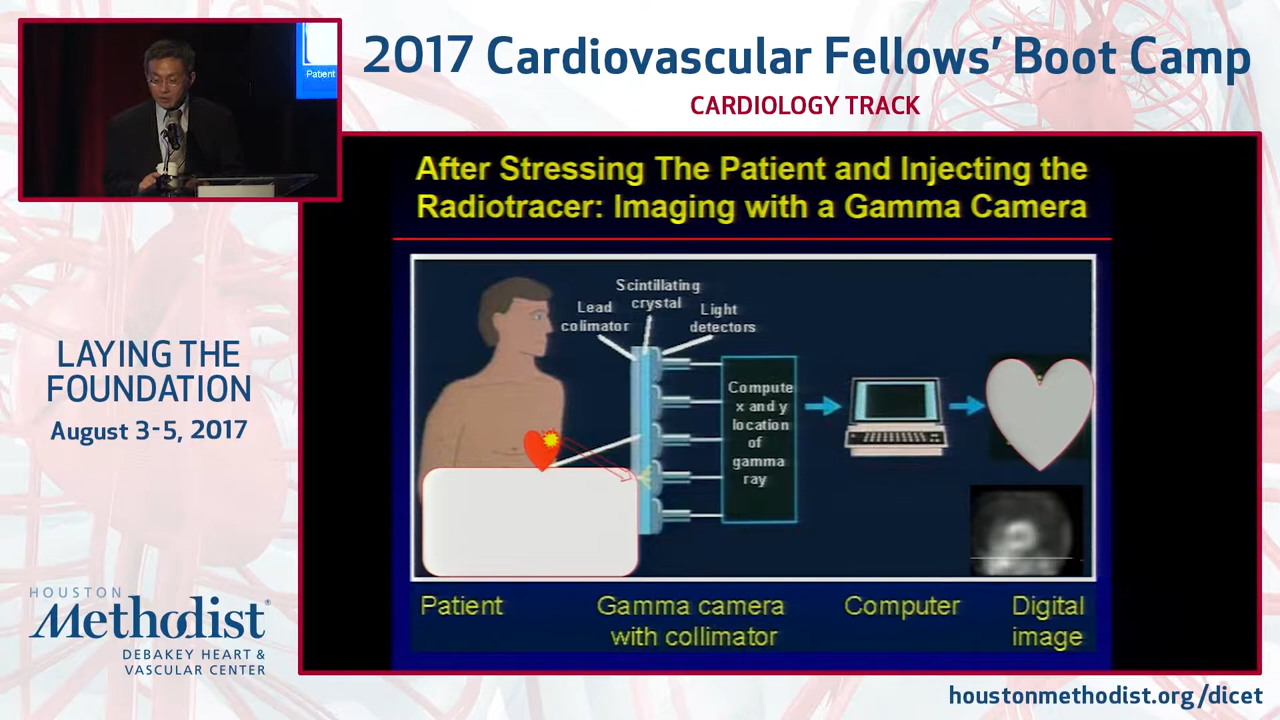 2017 Cardiovascular Fellows' Boot Camp
CARDIOLOGY TRACK
Patient
After Stressing The Patient and Injecting the
Radiotracer: Imaging with a Gamma Camera
Scintillating
crystal
Lead
colimator
Light
detectors
Compute
x and y
location
of
gamma
ray
Patient
Gamma camera
with collimator
Computer
Digital
image
LAYING THE
FOUNDATION
August 3-5, 2017
HOUSTON
Methodist®
DEBAKEY HEART &
VASCULAR CENTER
houstonmethodist.org/dicet